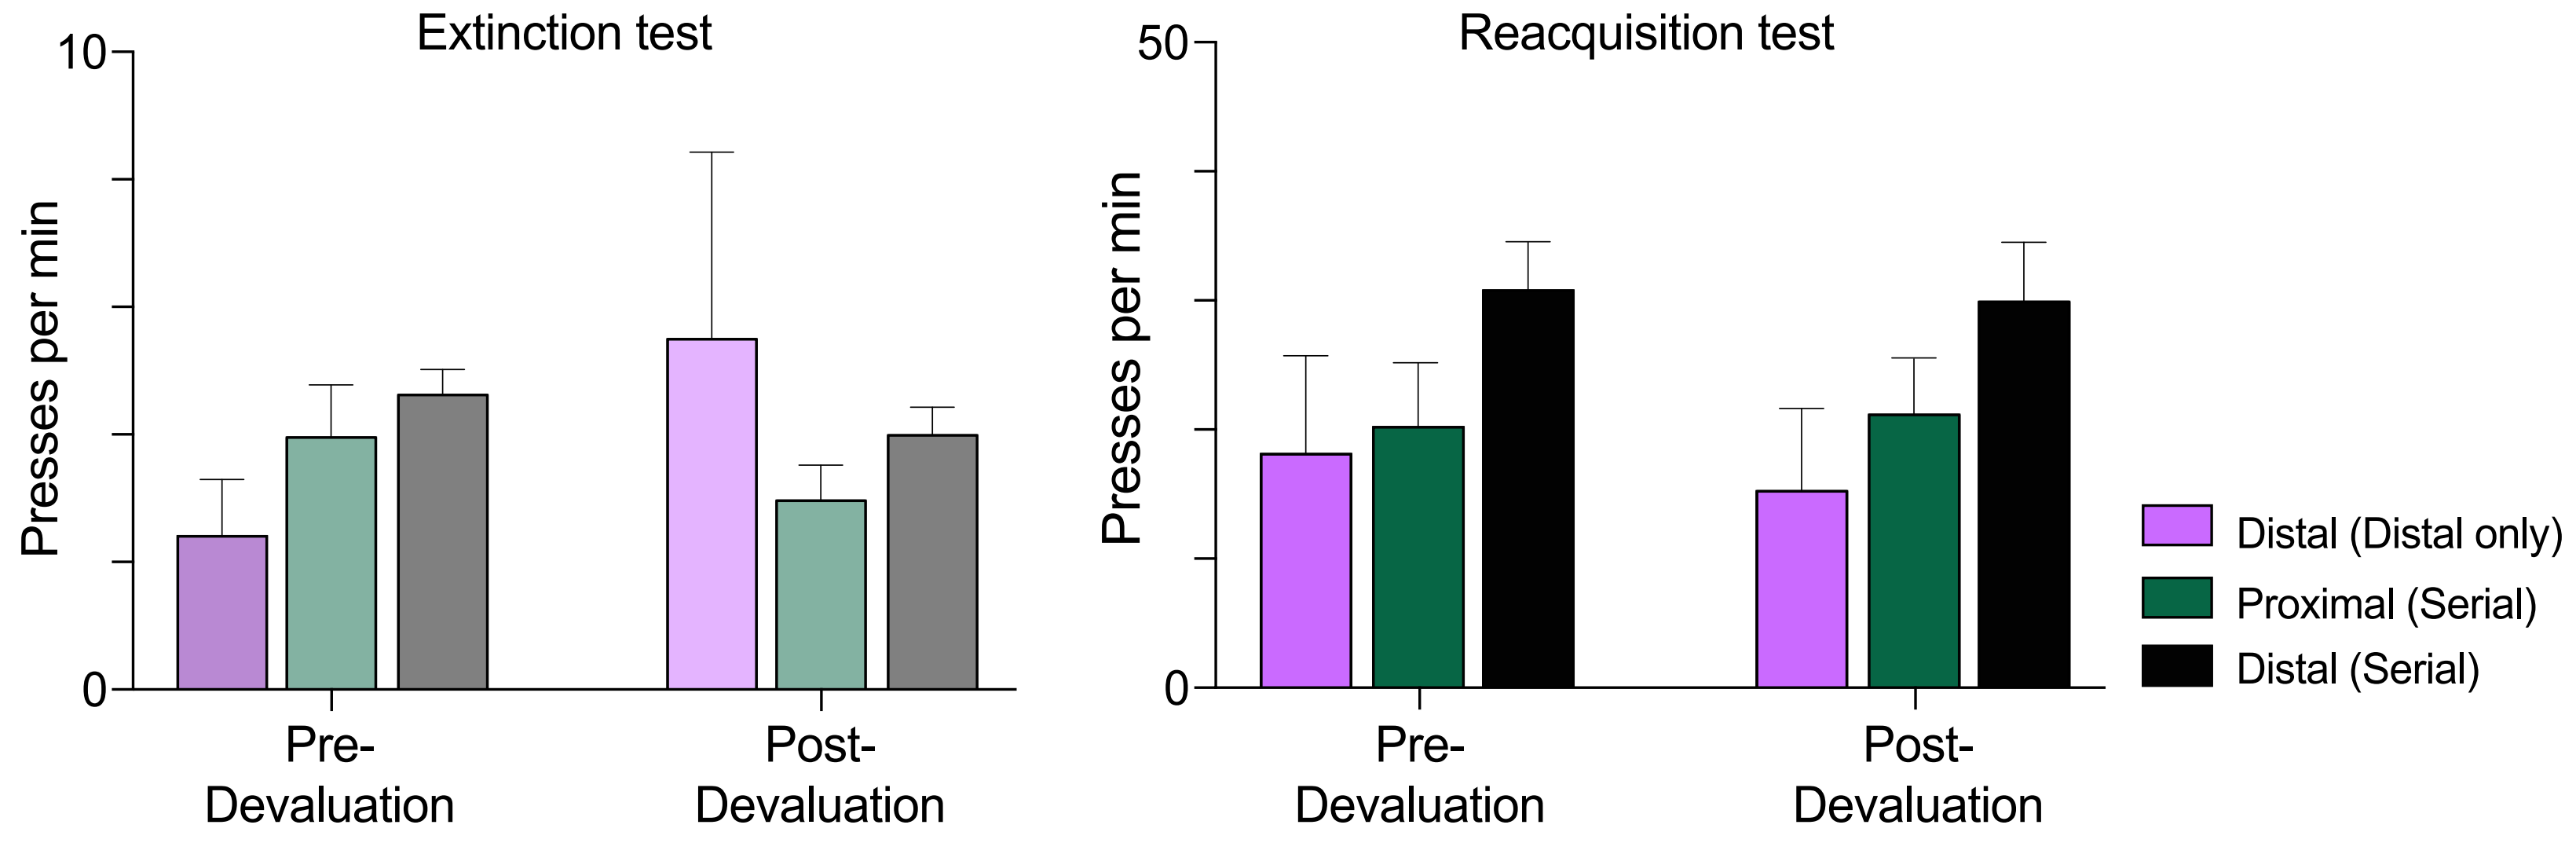 Extinction test
10
0
Presses per min
Pre-
Devaluation
Post-
Devaluation
Reacquisition test
50
0
Presses per min
Pre-
Devaluation
Post-
Devaluation
Distal (Distal only)
Proximal (Serial)
Distal (Serial)